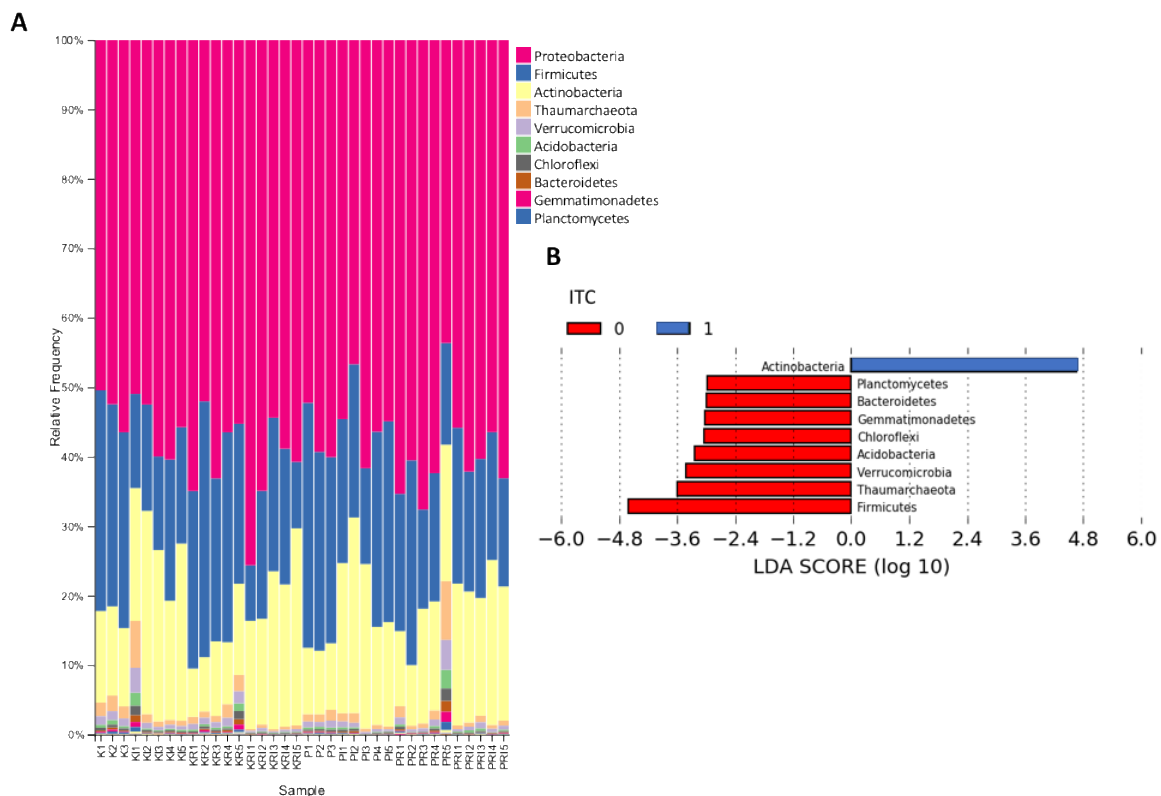 A
100%
90%
80%
70%
60%
50%
40%
30%
20%
10%
0%
Relative Frequency
K1 K2 K3 KI1 KI2 KI3 KI4 KI5 KR1 KR2 KR3 KR4 KR5 KRI1 KRI2 KRI3 KRI4 KRI5 P1 P2 P3 PI1 PI2 PI3 PI4 PI5 PR1 PR2 PR3 PR4 PR5 PRI1 PRI2 PRI3 PRI4 PRI5
Sample
Proteobacteria
Firmicutes
Actinobacteria
Thaumarchaeota
Verrucomicrobia
Acidobacteria
Chloroflexi
Bacteroidetes
Gemmatimonadetes
Planctomycetes
B
ITC
0 1
Actinobacteria
Planctomycetes
Bacteroidetes
Gemmatimonadetes
Chloroflexi
Acidobacteria
Verrucomicrobia
Thaumarchaeota
Firmicutes
−6.0 −4.8 −3.6 −2.4 −1.2 0.0 1.2 2.4 3.6 4.8 6.0
LDA SCORE (log 10)